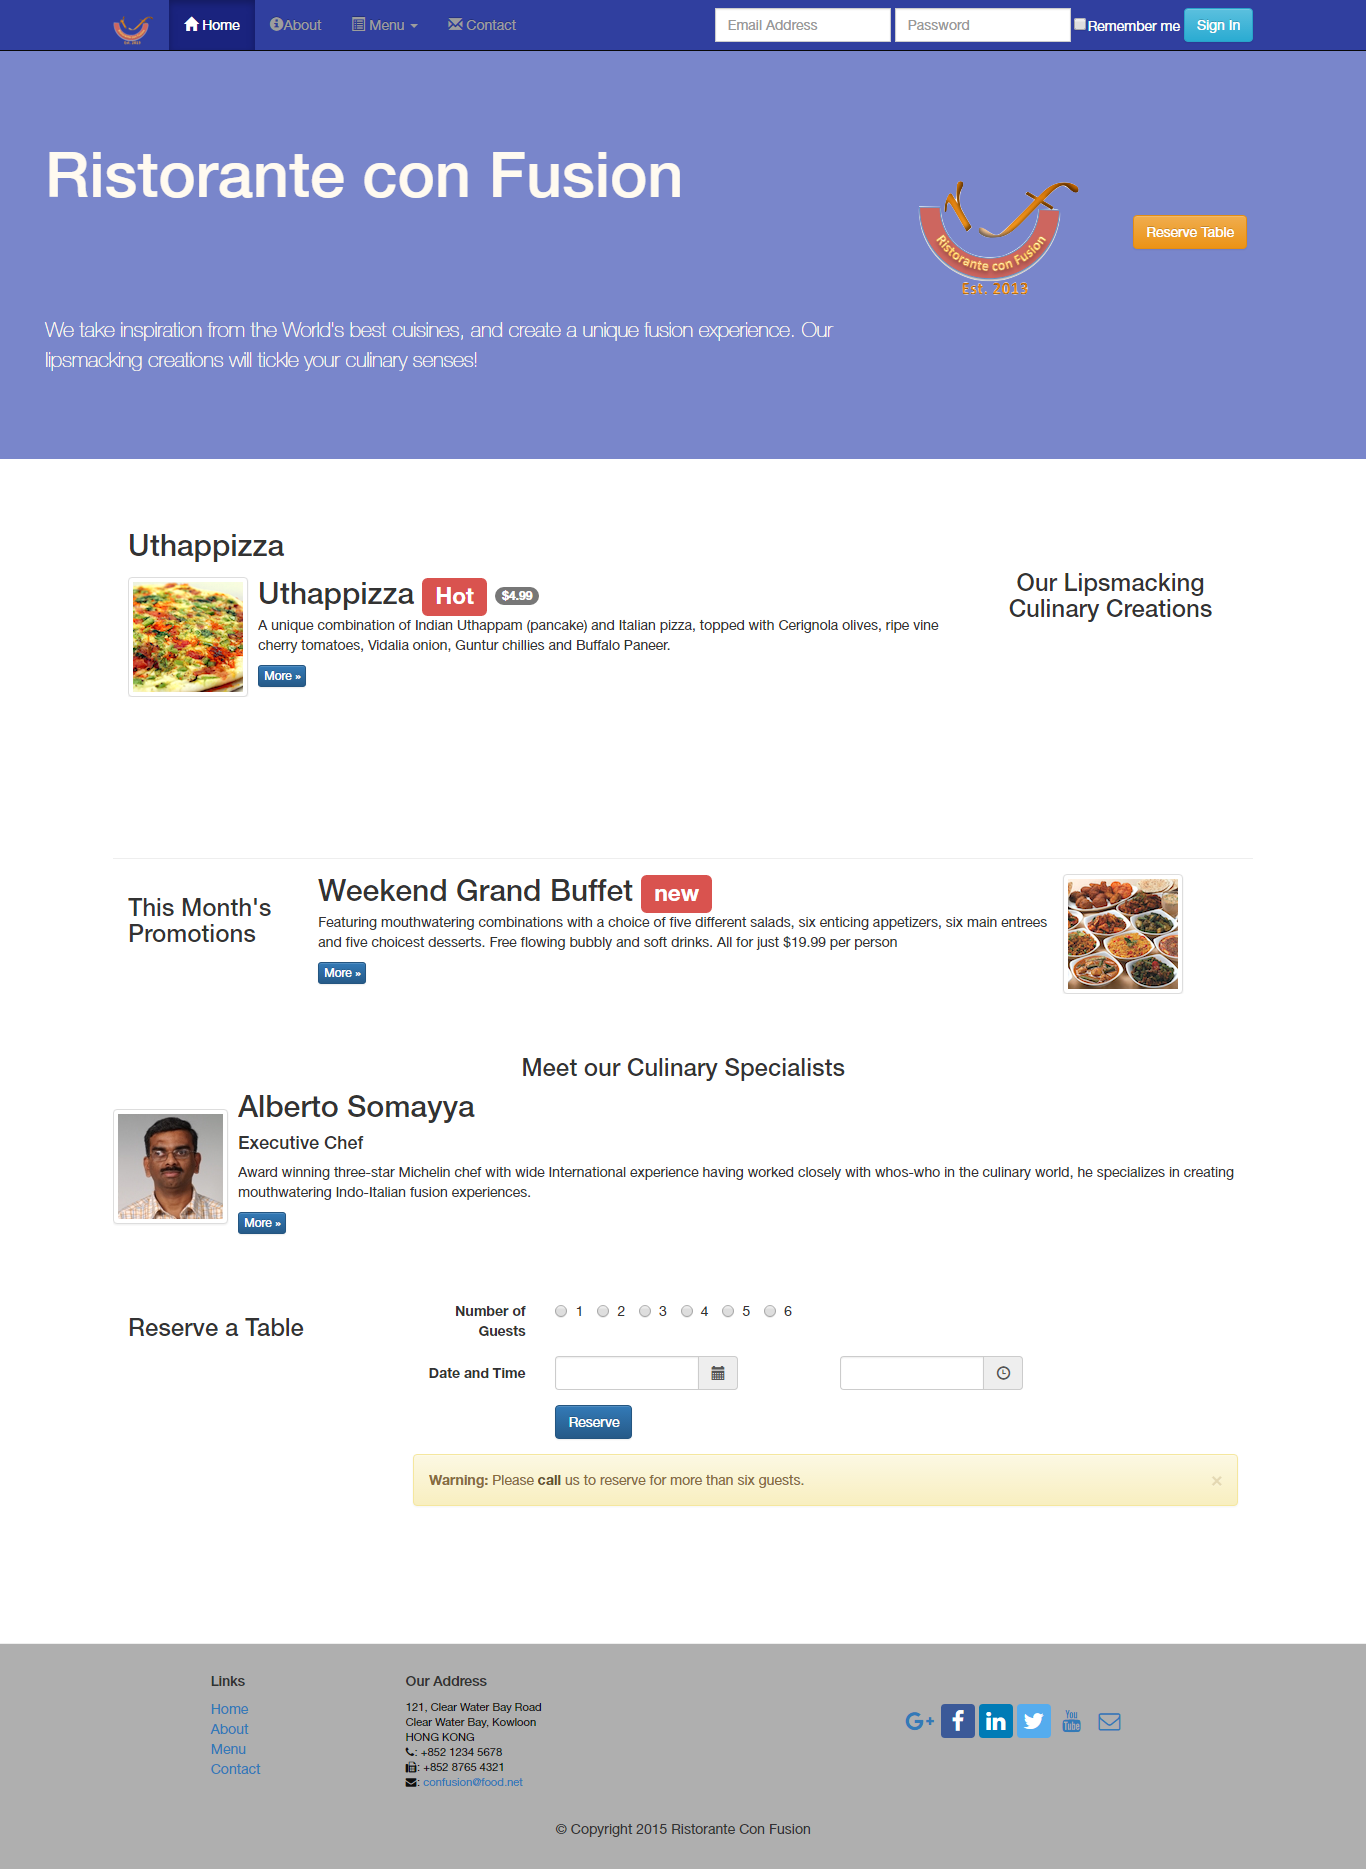 Est. 2013
Home
About
Menu
Contact
Email Address
Password
Remember me
Sign In
Ristorante con Fusion
Ristorante con Fusion
Est. 2013
Reserve Table
We take inspiration from the World's best cuisines, and create a unique fusion experience. Our
lipsmacking creations will tickle your culinary senses!
Uthappizza
Uthappizza Hot $4.99
A unique combination of Indian Uthappam (pancake) and Italian pizza, topped with Cerignola olives, ripe vine
cherry tomatoes, Vidalia onion, Guntur chillies and Buffalo Paneer.
More »
Our Lipsmacking
Culinary Creations
This Month's
Promotions
Weekend Grand Buffet new
Featuring mouthwatering combinations with a choice of five different salads, six enticing appetizers, six main entrees
and five choicest desserts. Free flowing bubbly and soft drinks. All for just $19.99 per person
More »
Meet our Culinary Specialists
Alberto Somayya
Executive Chef
Award winning three-star Michelin chef with wide International experience having worked closely with whos-who in the culinary world, he specializes in creating
mouthwatering Indo-Italian fusion experiences.
More »
Reserve a Table
Number of
Guests
1 2 3 4 5 6
Date and Time
Reserve
Warning: Please call us to reserve for more than six guests. ×
Links
Home
About
Menu
Contact
Our Address
121, Clear Water Bay Road
Clear Water Bay, Kowloon
HONG KONG
: +852 1234 5678
: +852 8765 4321
: confusion@food.net
G+ f in You Tube
© Copyright 2015 Ristorante Con Fusion